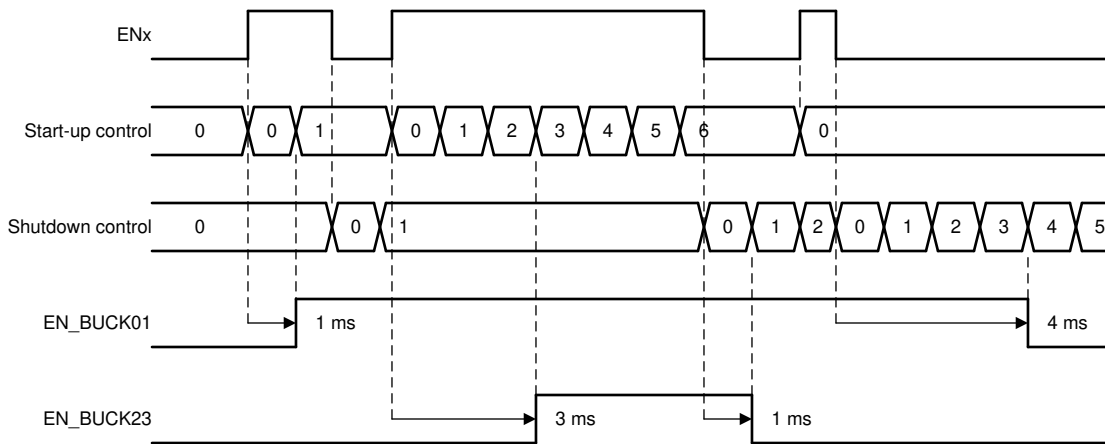 ENx
Start-up control 0 0 1 0 1 2 3 4 5 6 0
Shutdown control 0 0 1 0 1 2 0 1 2 3 4 5
EN_BUCK01 1 ms 4 ms
EN_BUCK23 3 ms 1 ms